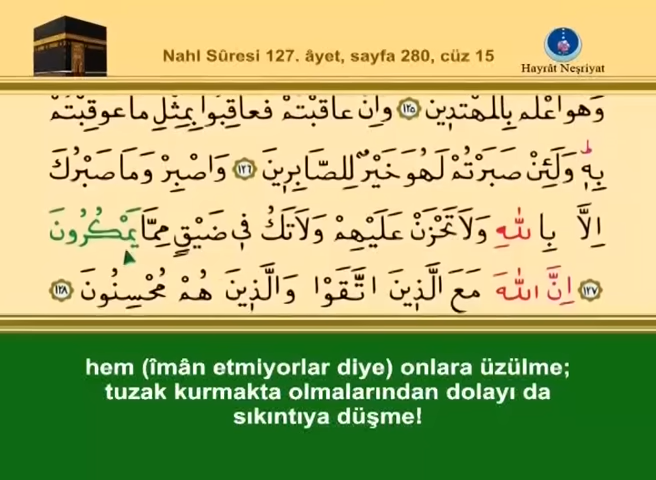 Nahl Sûresi 127. âyet, sayfa 280, cüz 15
Hayrât Neşriyat
وَهُوَ اَعْلَمُ بِالْمُهْتَدٖينَ ﴿١٢٥﴾ وَاِنْ عَاقَبْتُمْ فَعَاقِبُوا بِمِثْلِ مَا عُوقِبْتُمْ
بِهٖ وَلَئِنْ صَبَرْتُمْ لَهُوَ خَيْرٌ لِلصَّابِرٖينَ ﴿١٢٦﴾ وَاصْبِرْ وَمَا صَبْرُكَ
اِلَّا بِاللّٰهِ وَلَا تَحْزَنْ عَلَيْهِمْ وَلَا تَكُ فٖى ضَيْقٍ مِمَّا يَمْكُرُونَ
﴿١٢٧﴾ اِنَّ اللّٰهَ مَعَ الَّذٖينَ اتَّقَوْا وَالَّذٖينَ هُمْ مُحْسِنُونَ ﴿١٢٨﴾
hem (îmân etmiyorlar diye) onlara üzülme;
tuzak kurmakta olmalarından dolayı da
sıkıntıya düşme!